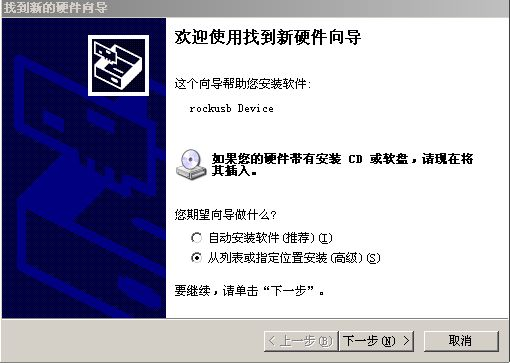 找到新的硬件向导
欢迎使用找到新硬件向导
这个向导帮助您安装软件:
rockusb Device
如果您的硬件带有安装 CD 或软盘，请现在将
其插入。
您期望向导做什么?
自动安装软件(推荐)(I)
从列表或指定位置安装(高级)(S)
要继续，请单击“下一步”。
< 上一步(B) 下一步(N) > 取消